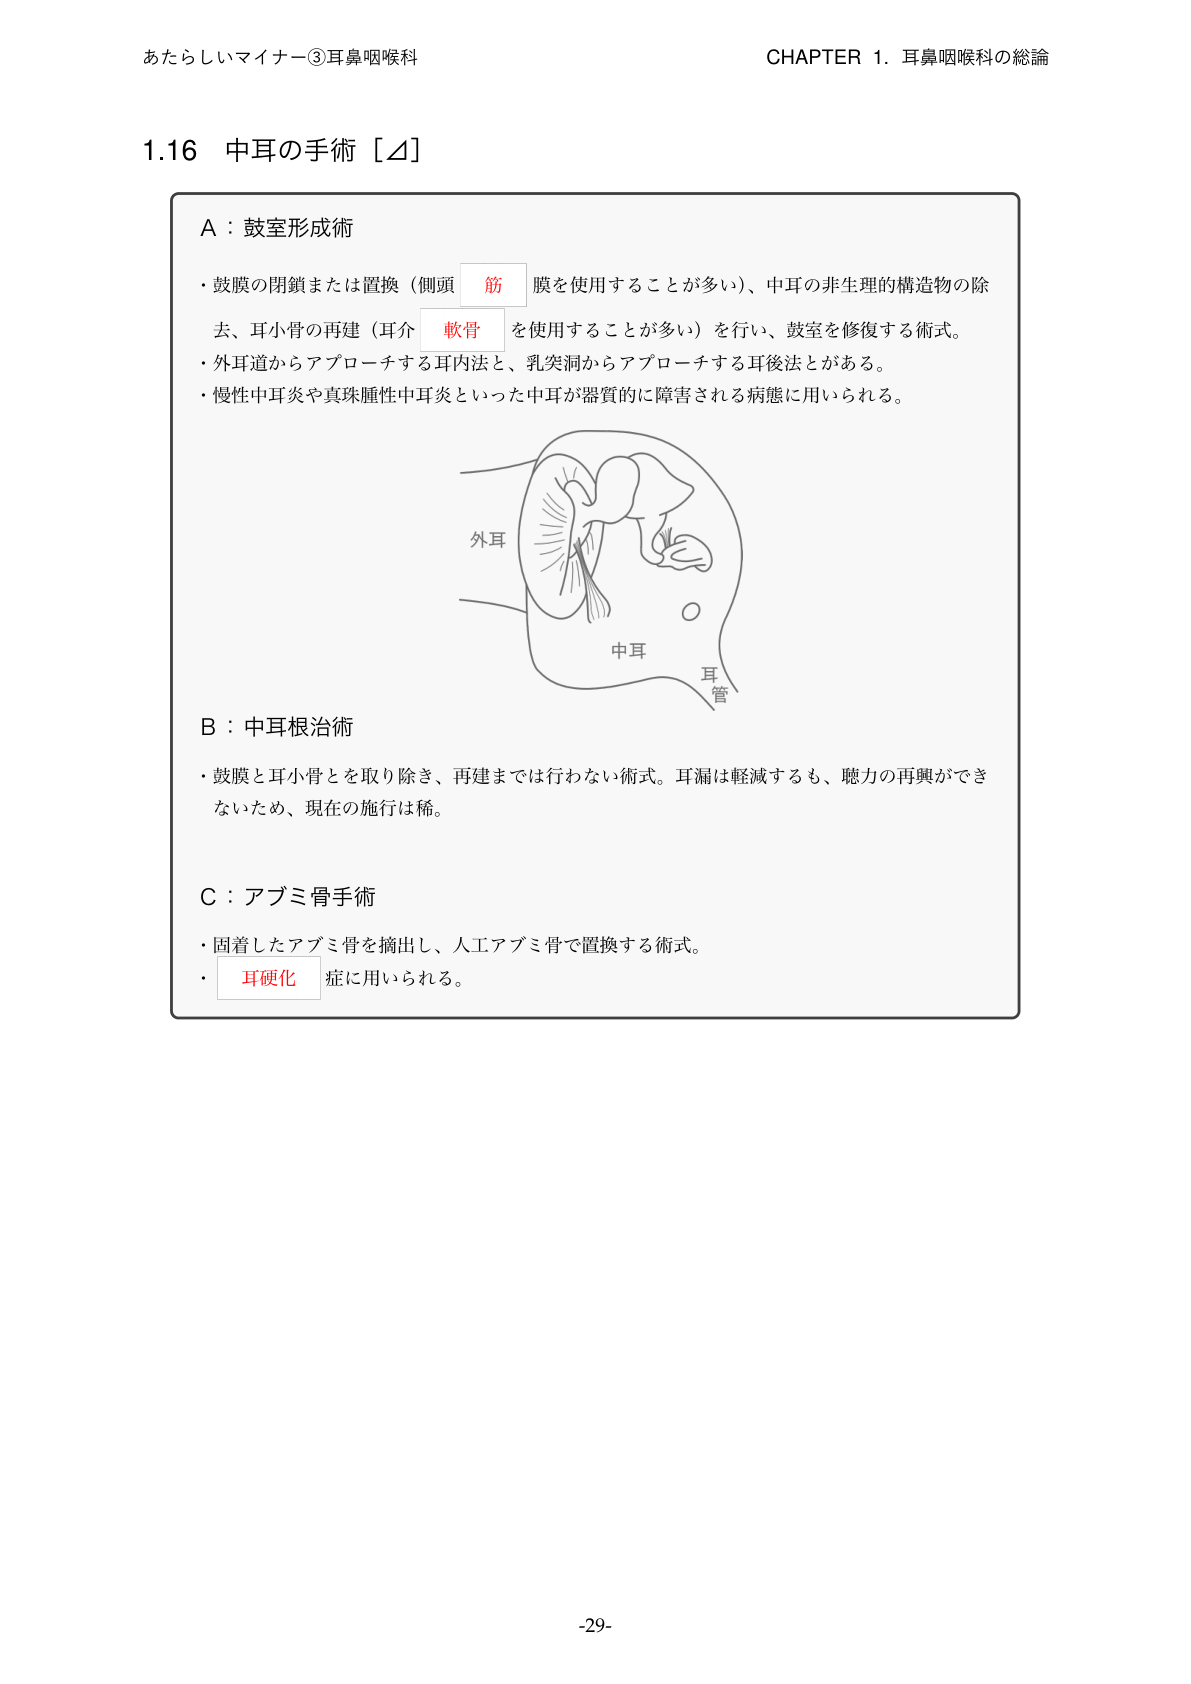 あたらしいマイナー③耳鼻咽喉科
CHAPTER 1. 耳鼻咽喉科の総論
1.16 中耳の手術［⊿］
A：鼓室形成術
・鼓膜の閉鎖または置換（側頭 筋 膜を使用することが多い）、中耳の非生理的構造物の除
去、耳小骨の再建（耳介 軟骨 を使用することが多い）を行い、鼓室を修復する術式。
・外耳道からアプローチする耳内法と、乳突洞からアプローチする耳後法とがある。
・慢性中耳炎や真珠腫性中耳炎といった中耳が器質的に障害される病態に用いられる。
外耳
中耳
耳
管
B：中耳根治術
・鼓膜と耳小骨とを取り除き、再建までは行わない術式。耳漏は軽減するも、聴力の再興ができ
ないため、現在の施行は稀。
C：アブミ骨手術
・固着したアブミ骨を摘出し、人工アブミ骨で置換する術式。
・ 耳硬化 症に用いられる。
-29-